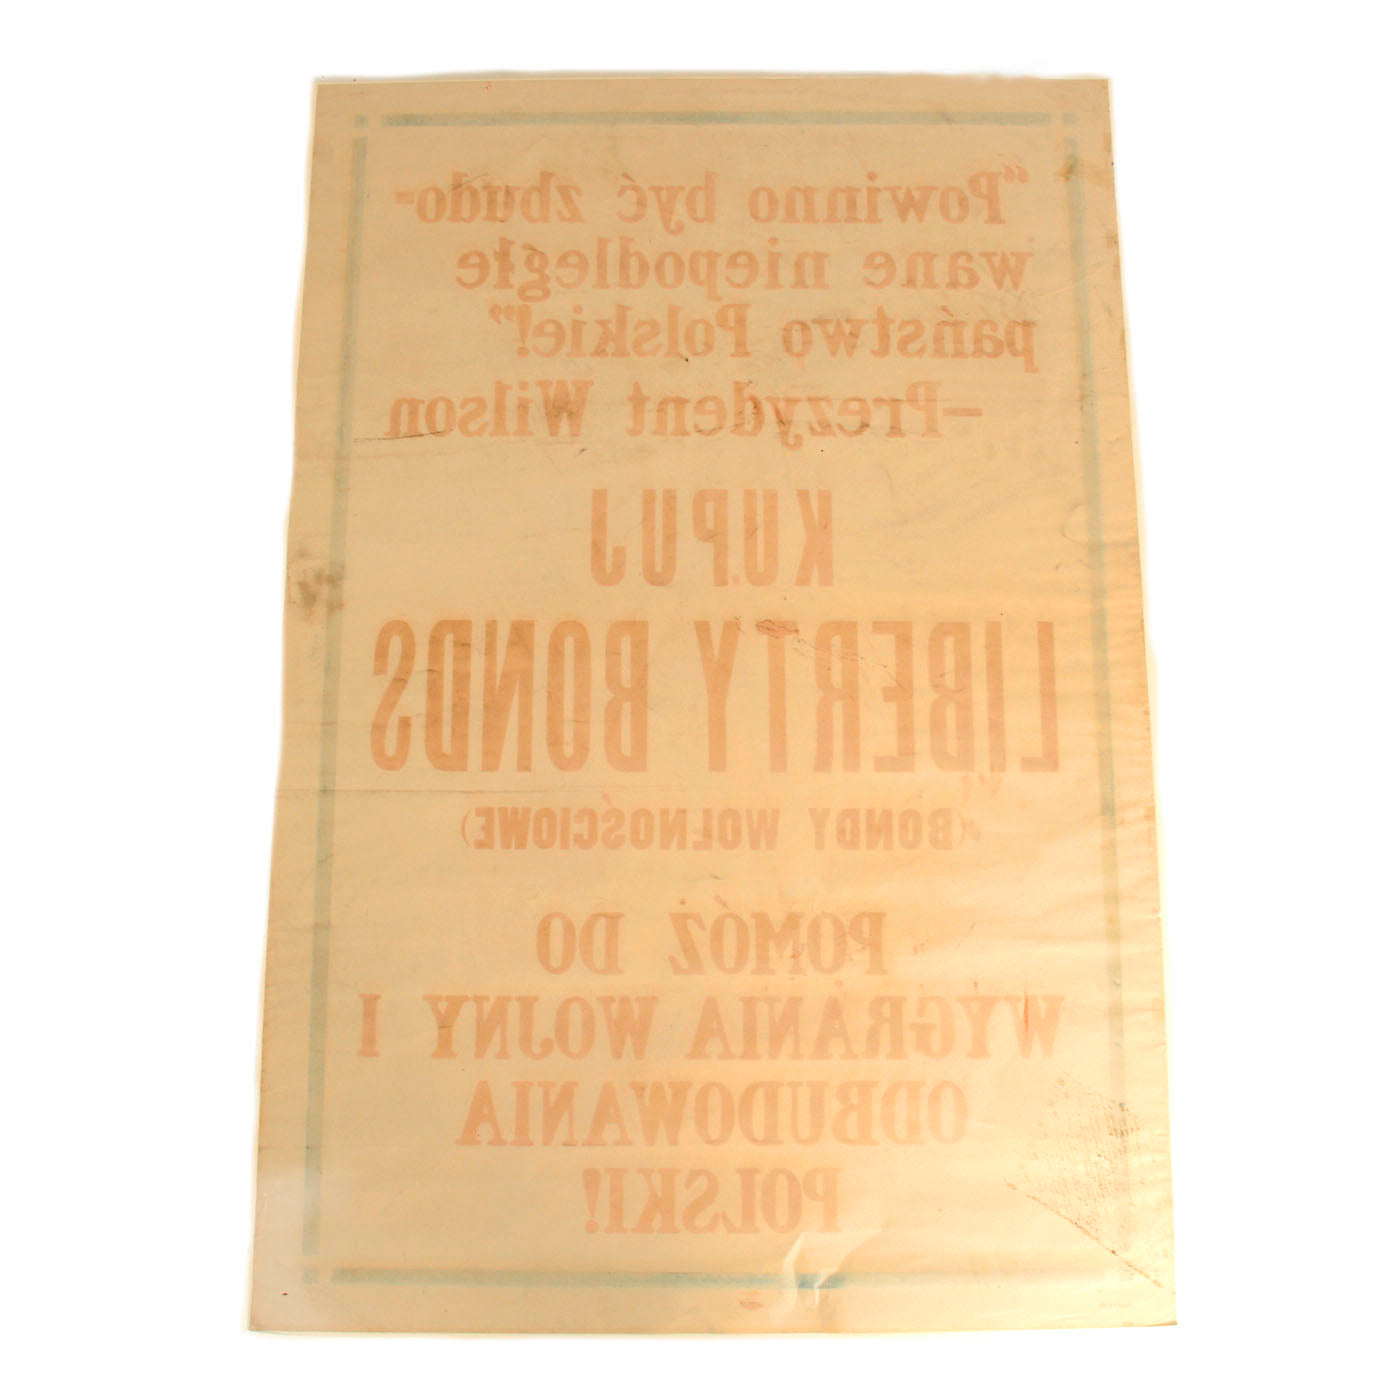 "Powinno być zbudo-
wane niepodległe
państwo Polskie!"
—Prezydent Wilson
KUPUJ
LIBERTY BONDS
(BONDY WOLNOŚCIOWE)
POMÓŻ DO
WYGRANIA WOJNY I
ODBUDOWANIA
POLSKI!